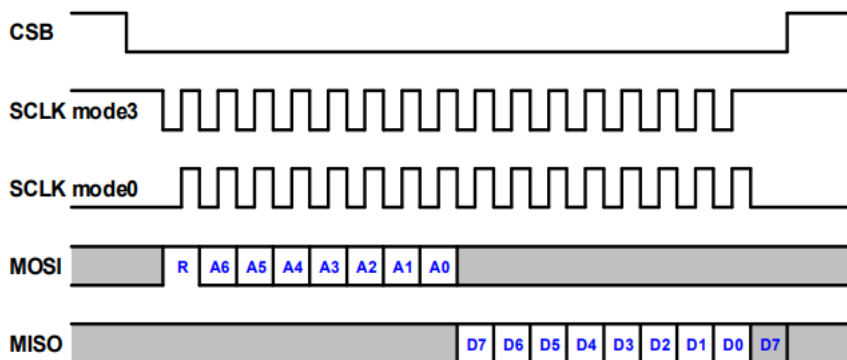 CSB
SCLK mode3
SCLK mode0
MOSI R A6 A5 A4 A3 A2 A1 A0
MISO D7 D6 D5 D4 D3 D2 D1 D0 D7